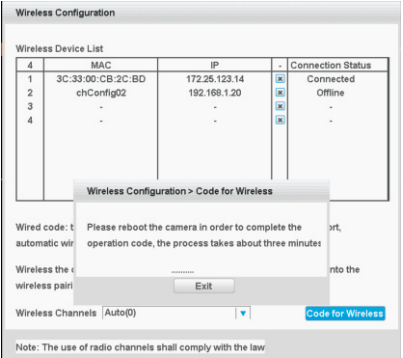 Wireless Configuration
Wireless Device List
4 MAC IP - Connection Status
1 3C:33:00:CB:2C:BD 172.25.123.14 Connected
2 chConfig02 192.168.1.20 Offline
3 - -
4 - -
Wireless Configuration > Code for Wireless
Please reboot the camera in order to complete the
operation code, the process takes about three minutes
..........
Exit
Wired code: t
ort,
automatic wir
Wireless the c
nto the
wireless pairi
Wireless Channels Auto(0) Code for Wireless
Note: The use of radio channels shall comply with the law